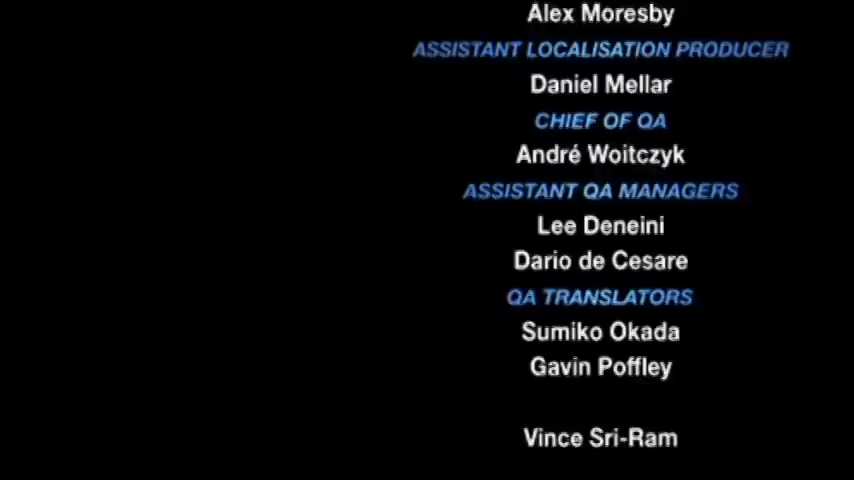 Alex Moresby
ASSISTANT LOCALISATION PRODUCER
Daniel Mellar
CHIEF OF QA
André Woitczyk
ASSISTANT QA MANAGERS
Lee Deneini
Dario de Cesare
QA TRANSLATORS
Sumiko Okada
Gavin Poffley
Vince Sri-Ram